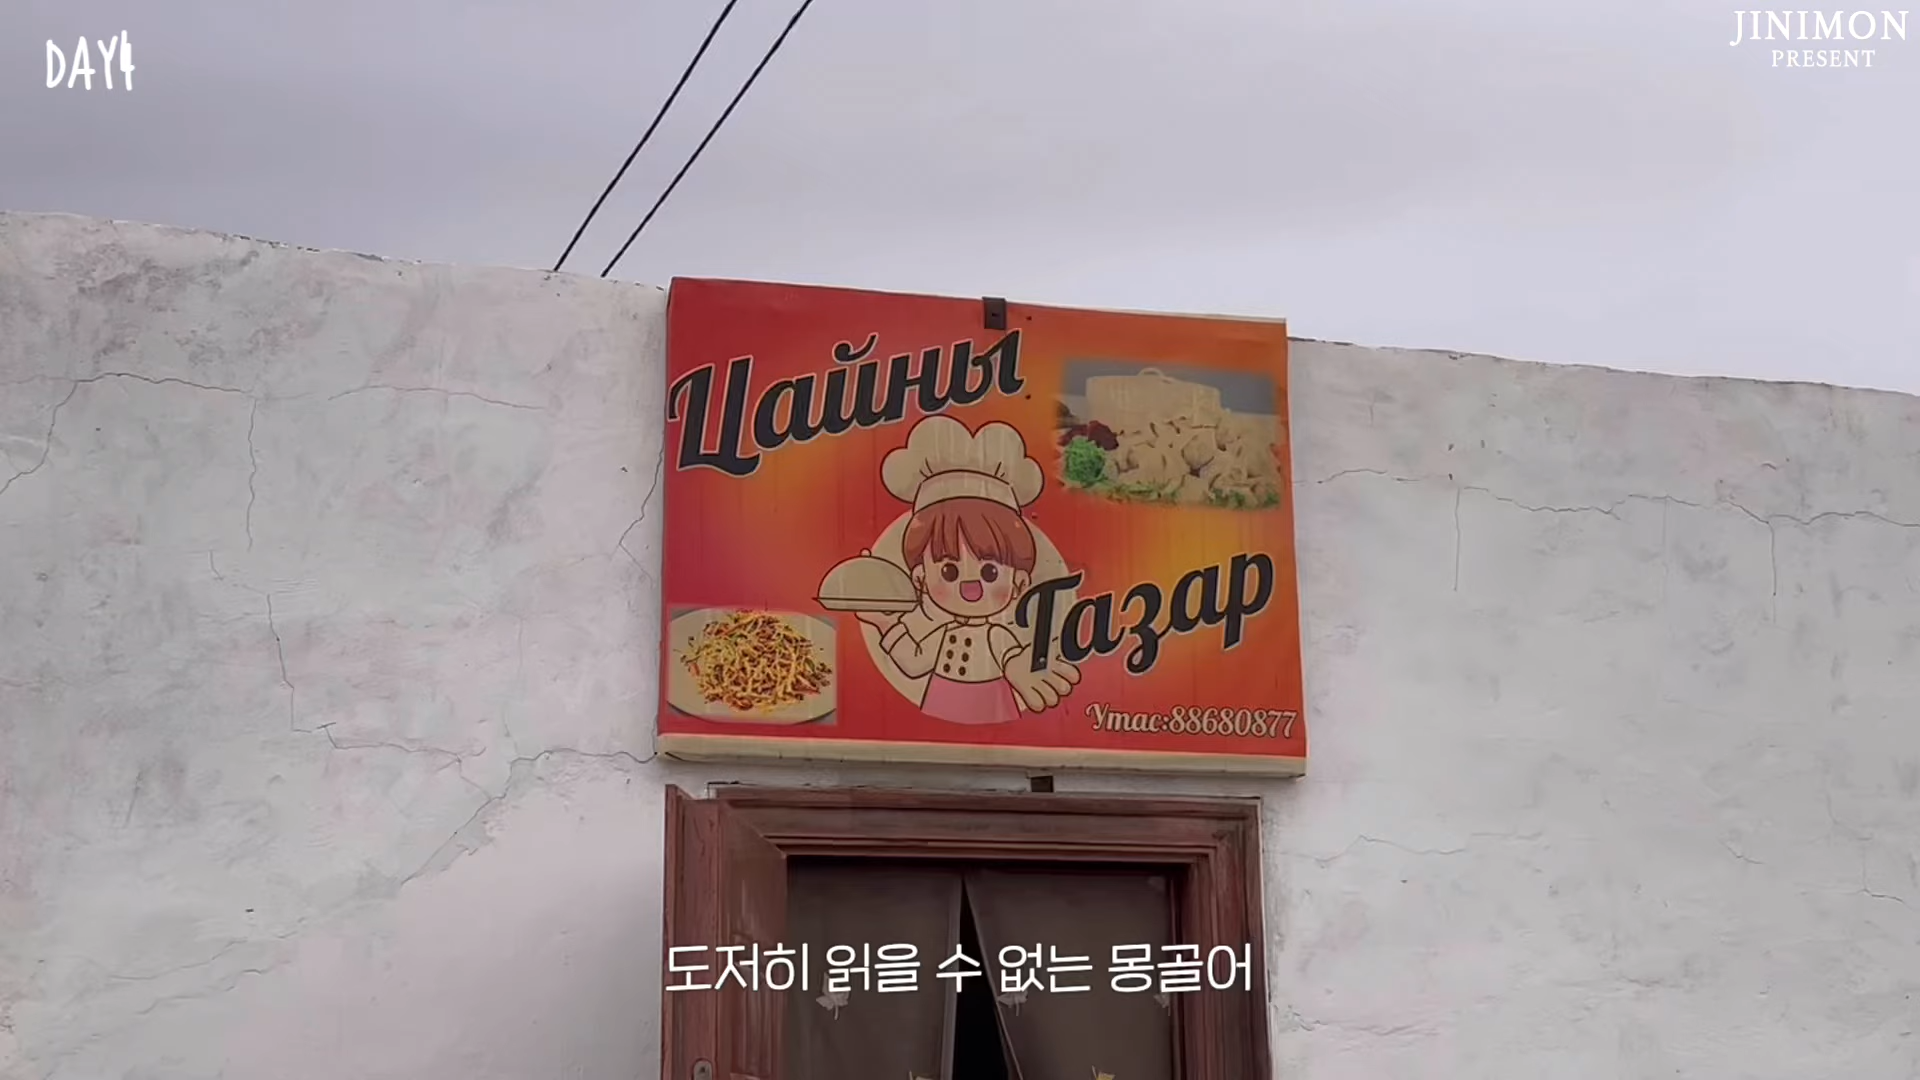 DAY4
JINIMON
PRESENT
Цайны
Газар
Утас:88680877
도저히 읽을 수 없는 몽골어